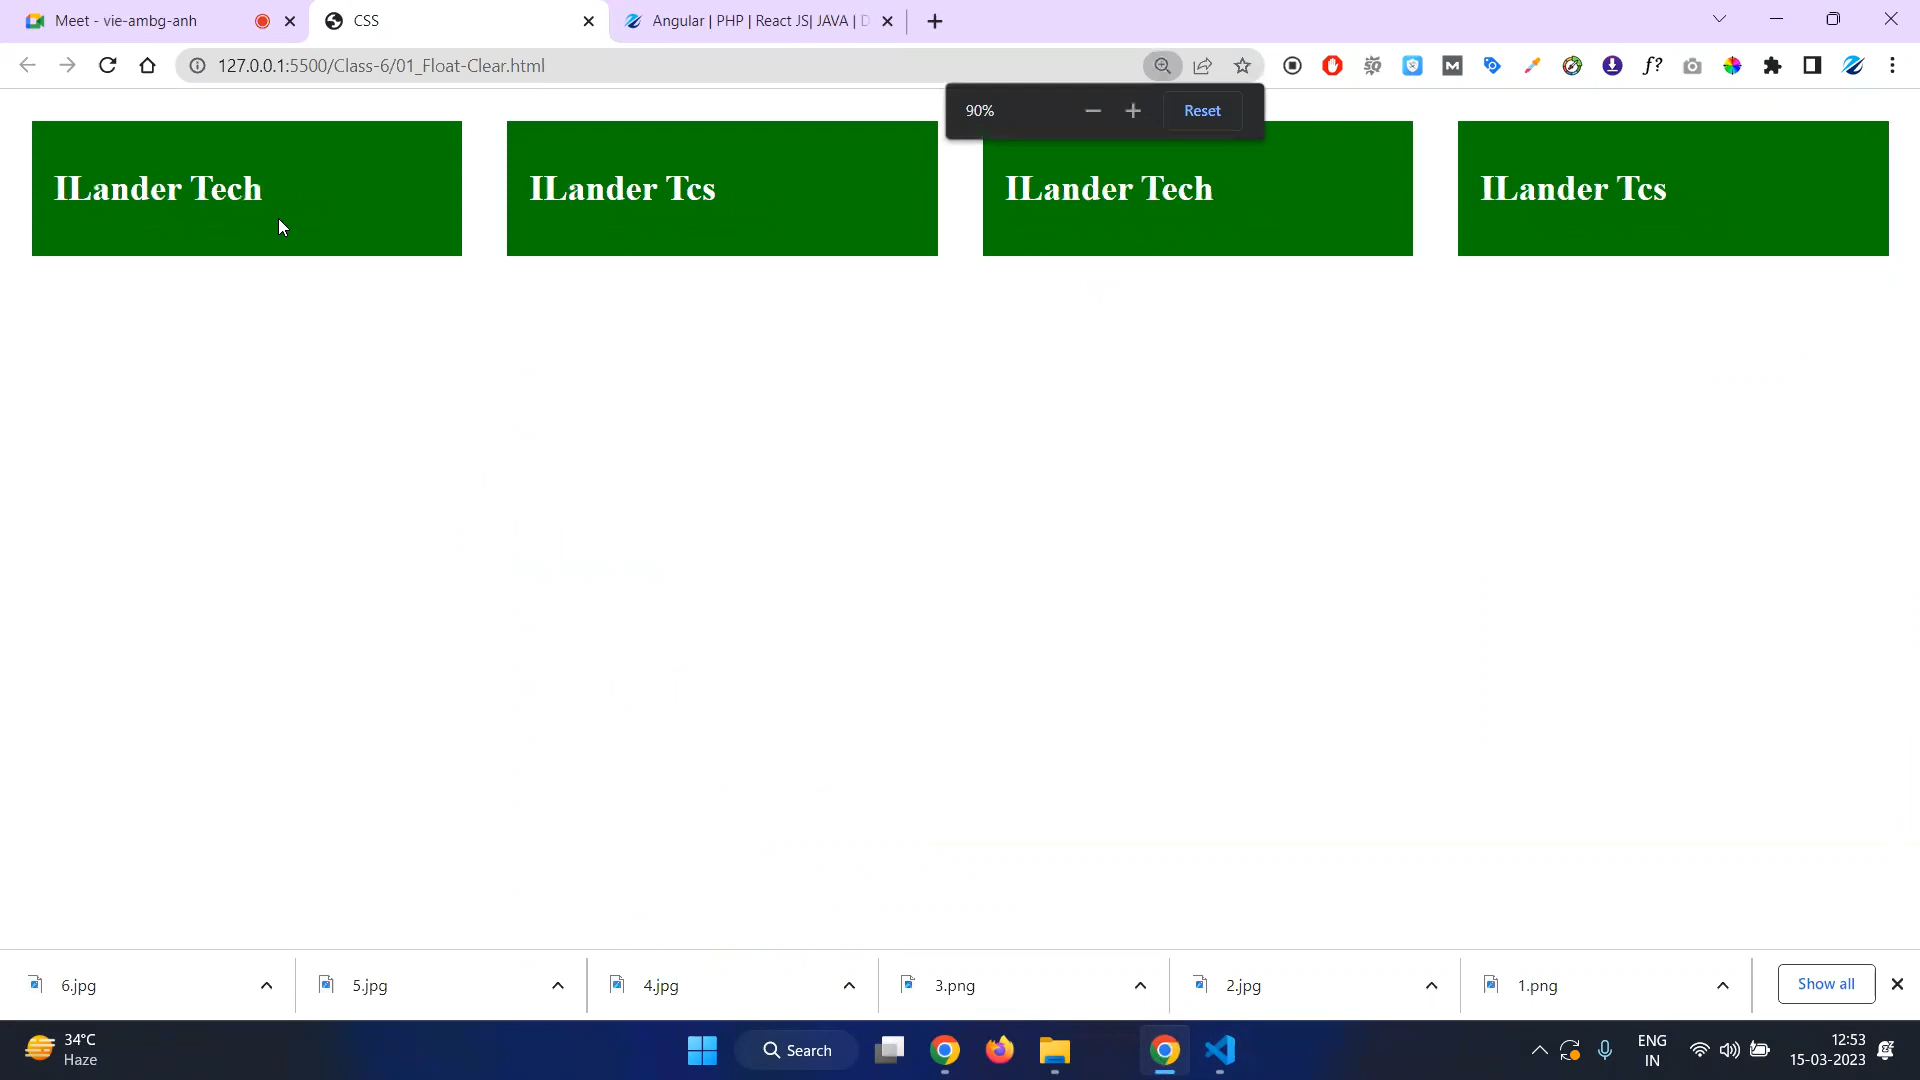 Meet - vie-ambg-anh
CSS
Angular | PHP | React JS| JAVA | D
127.0.0.1:5500/Class-6/01_Float-Clear.html
90%
Reset
ILander Tech
ILander Tcs
ILander Tech
ILander Tcs
6.jpg
5.jpg
4.jpg
3.png
2.jpg
1.png
Show all
34°C
Haze
Search
ENG
IN
12:53
15-03-2023